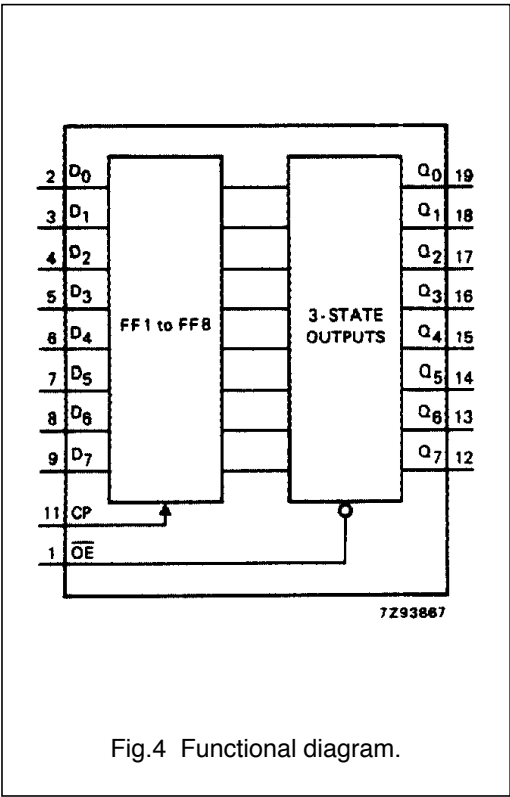 2 D0 Q0 19
3 D1 Q1 18
4 D2 Q2 17
5 D3 Q3 16
6 D4 Q4 15
7 D5 Q5 14
8 D6 Q6 13
9 D7 Q7 12
FF1 to FF8
3-STATE
OUTPUTS
11 CP
1 O̅E̅
7Z93867
Fig.4 Functional diagram.